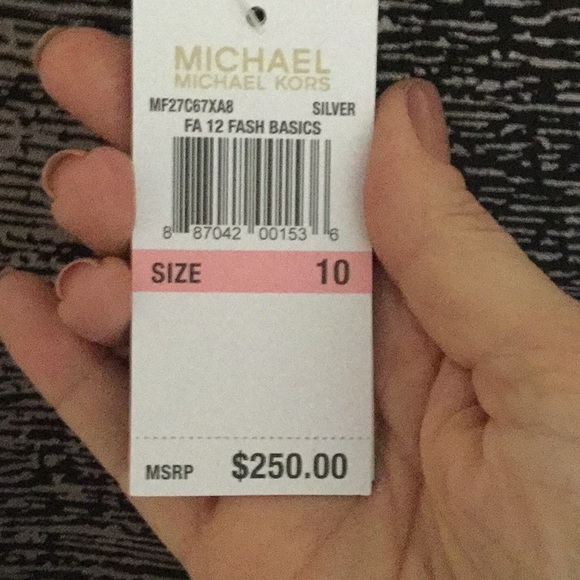 MICHAEL
MICHAEL KORS
MF27C67XA8 SILVER
FA 12 FASH BASICS
8 87042 00153 6
SIZE 10
MSRP $250.00